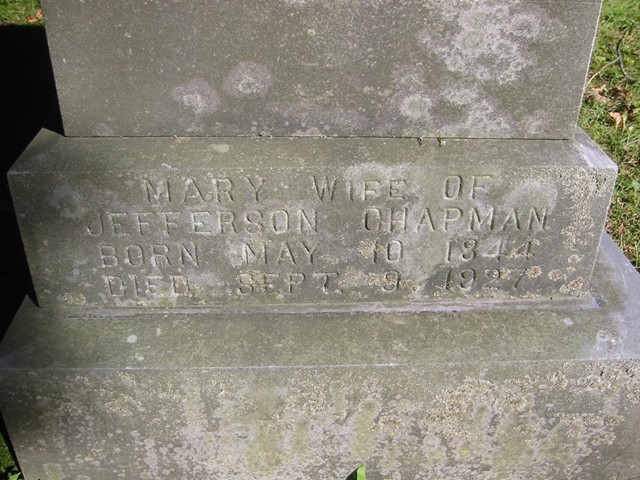 MARY WIFE OF
JEFFERSON CHAPMAN
BORN MAY 10 1844
DIED SEPT. 9 1927